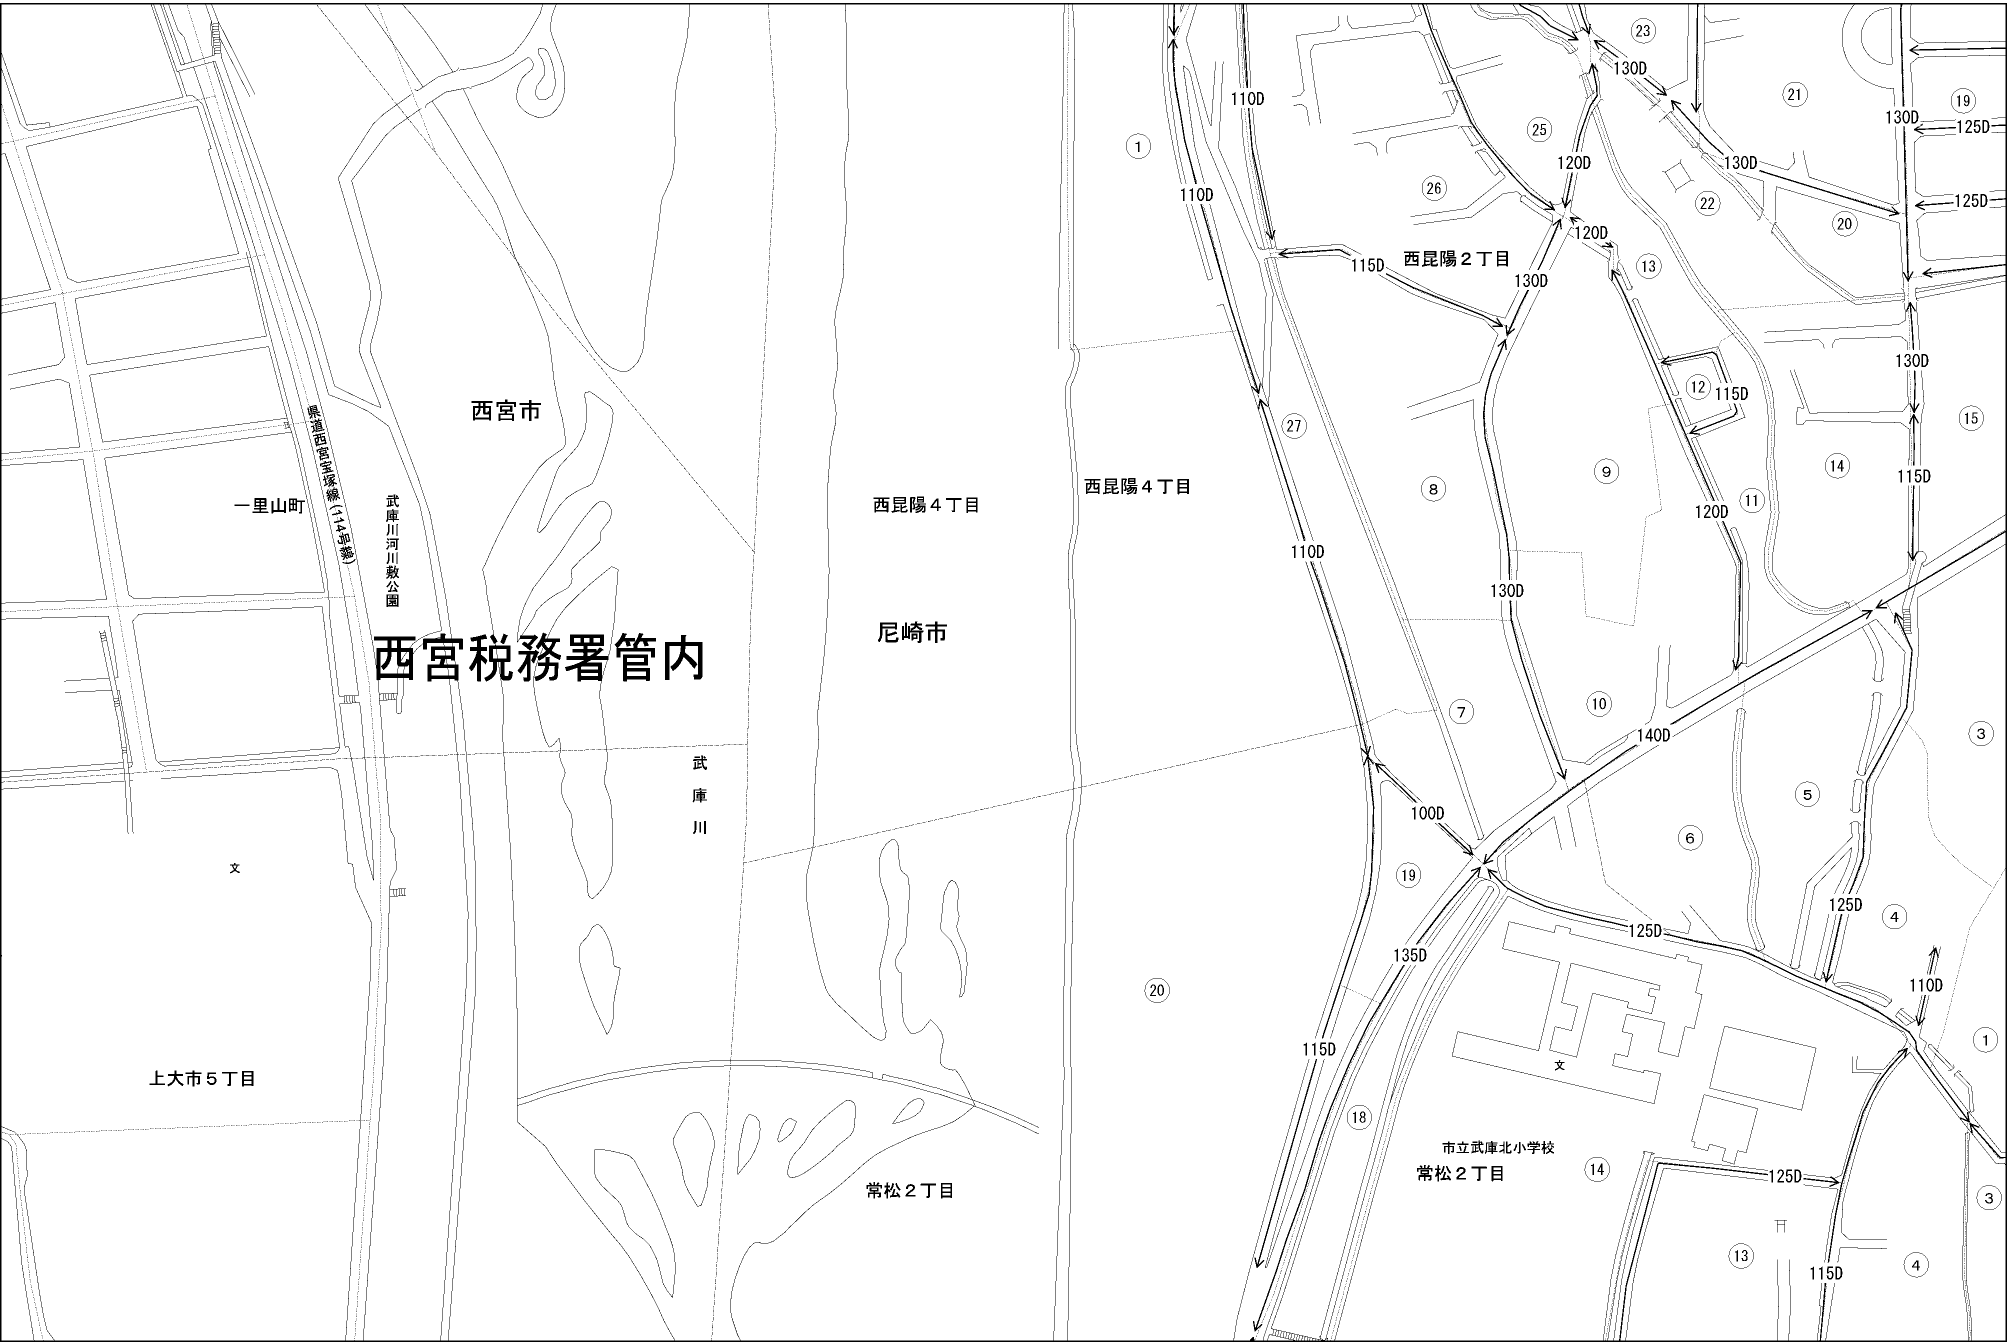 23
130D
21
19
110D
130D
125D
25
1
120D
130D
26
110D
22
125D
20
120D
西昆陽2丁目
115D
13
130D
130D
12
115D
県道西宮宝塚線(114号線)
西宮市
27
15
14
9
8
西昆陽4丁目
115D
11
西昆陽4丁目
一里山町
武庫川河川敷公園
120D
110D
130D
尼崎市
西宮税務署管内
10
7
3
140D
武庫川
5
100D
6
文
19
125D
4
125D
135D
110D
20
1
115D
文
上大市5丁目
18
市立武庫北小学校
14
常松2丁目
125D
常松2丁目
3
13
4
115D